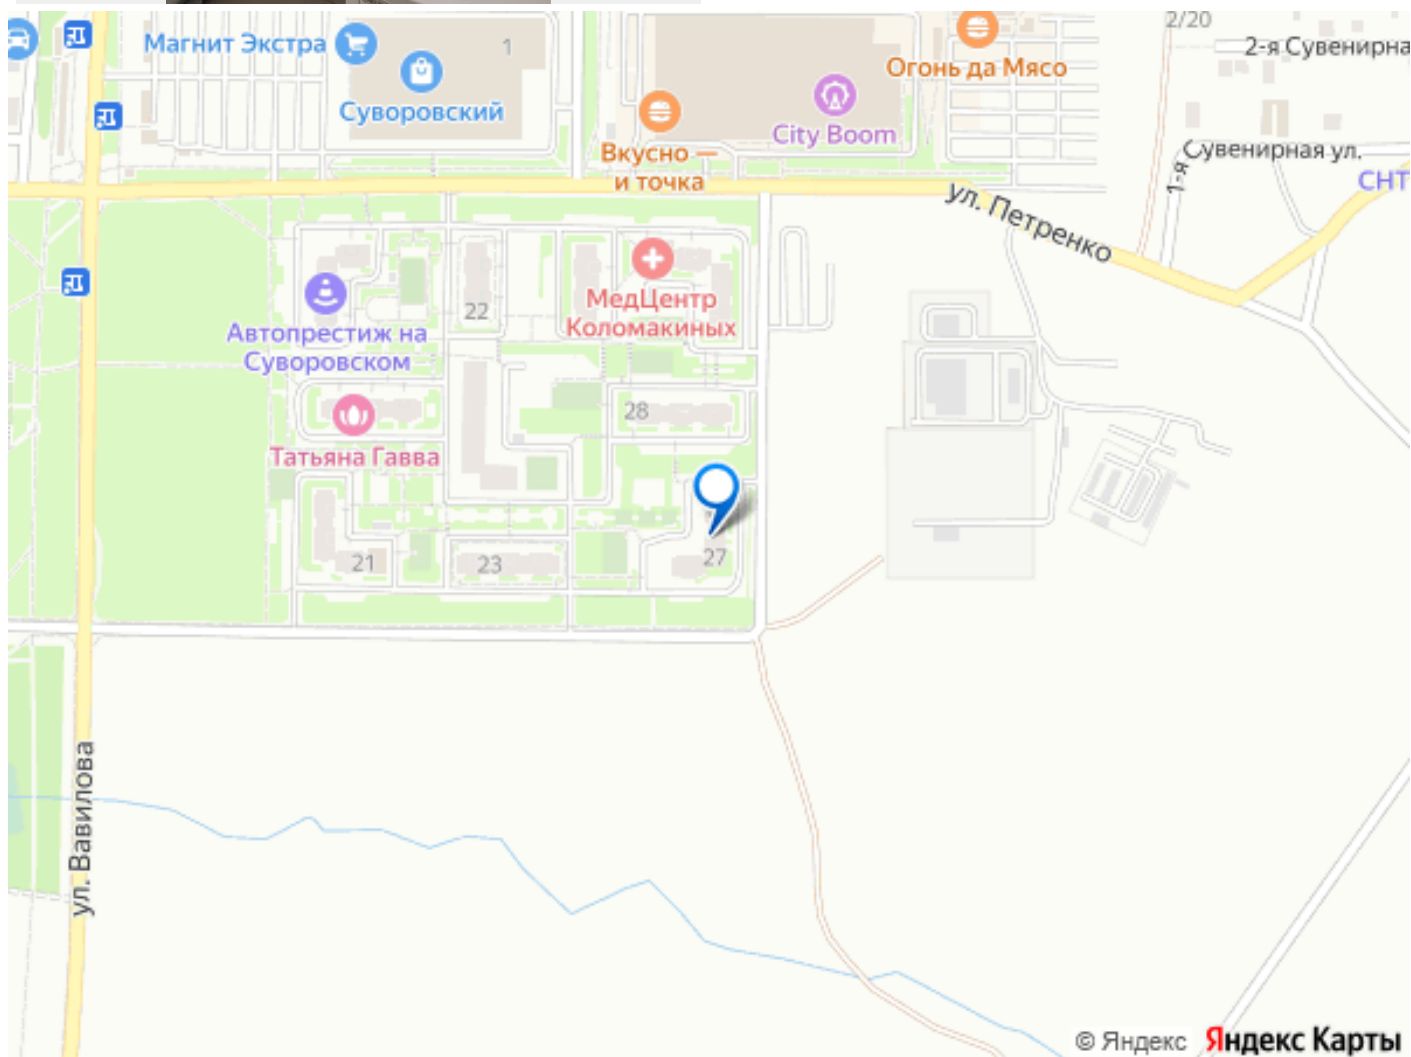 2/20
Магнит Экстра
1
2-я Сувенирна
Огонь да Мясо
Суворовский
City Boom
Вкусно —
и точка
1-я Сувенирная ул.
СНТ
ул. Петренко
22
МедЦентр
Коломакиных
Автопрестиж на
Суворовском
28
Татьяна Гавва
21
23
27
ул. Вавилова
© Яндекс Яндекс Карты